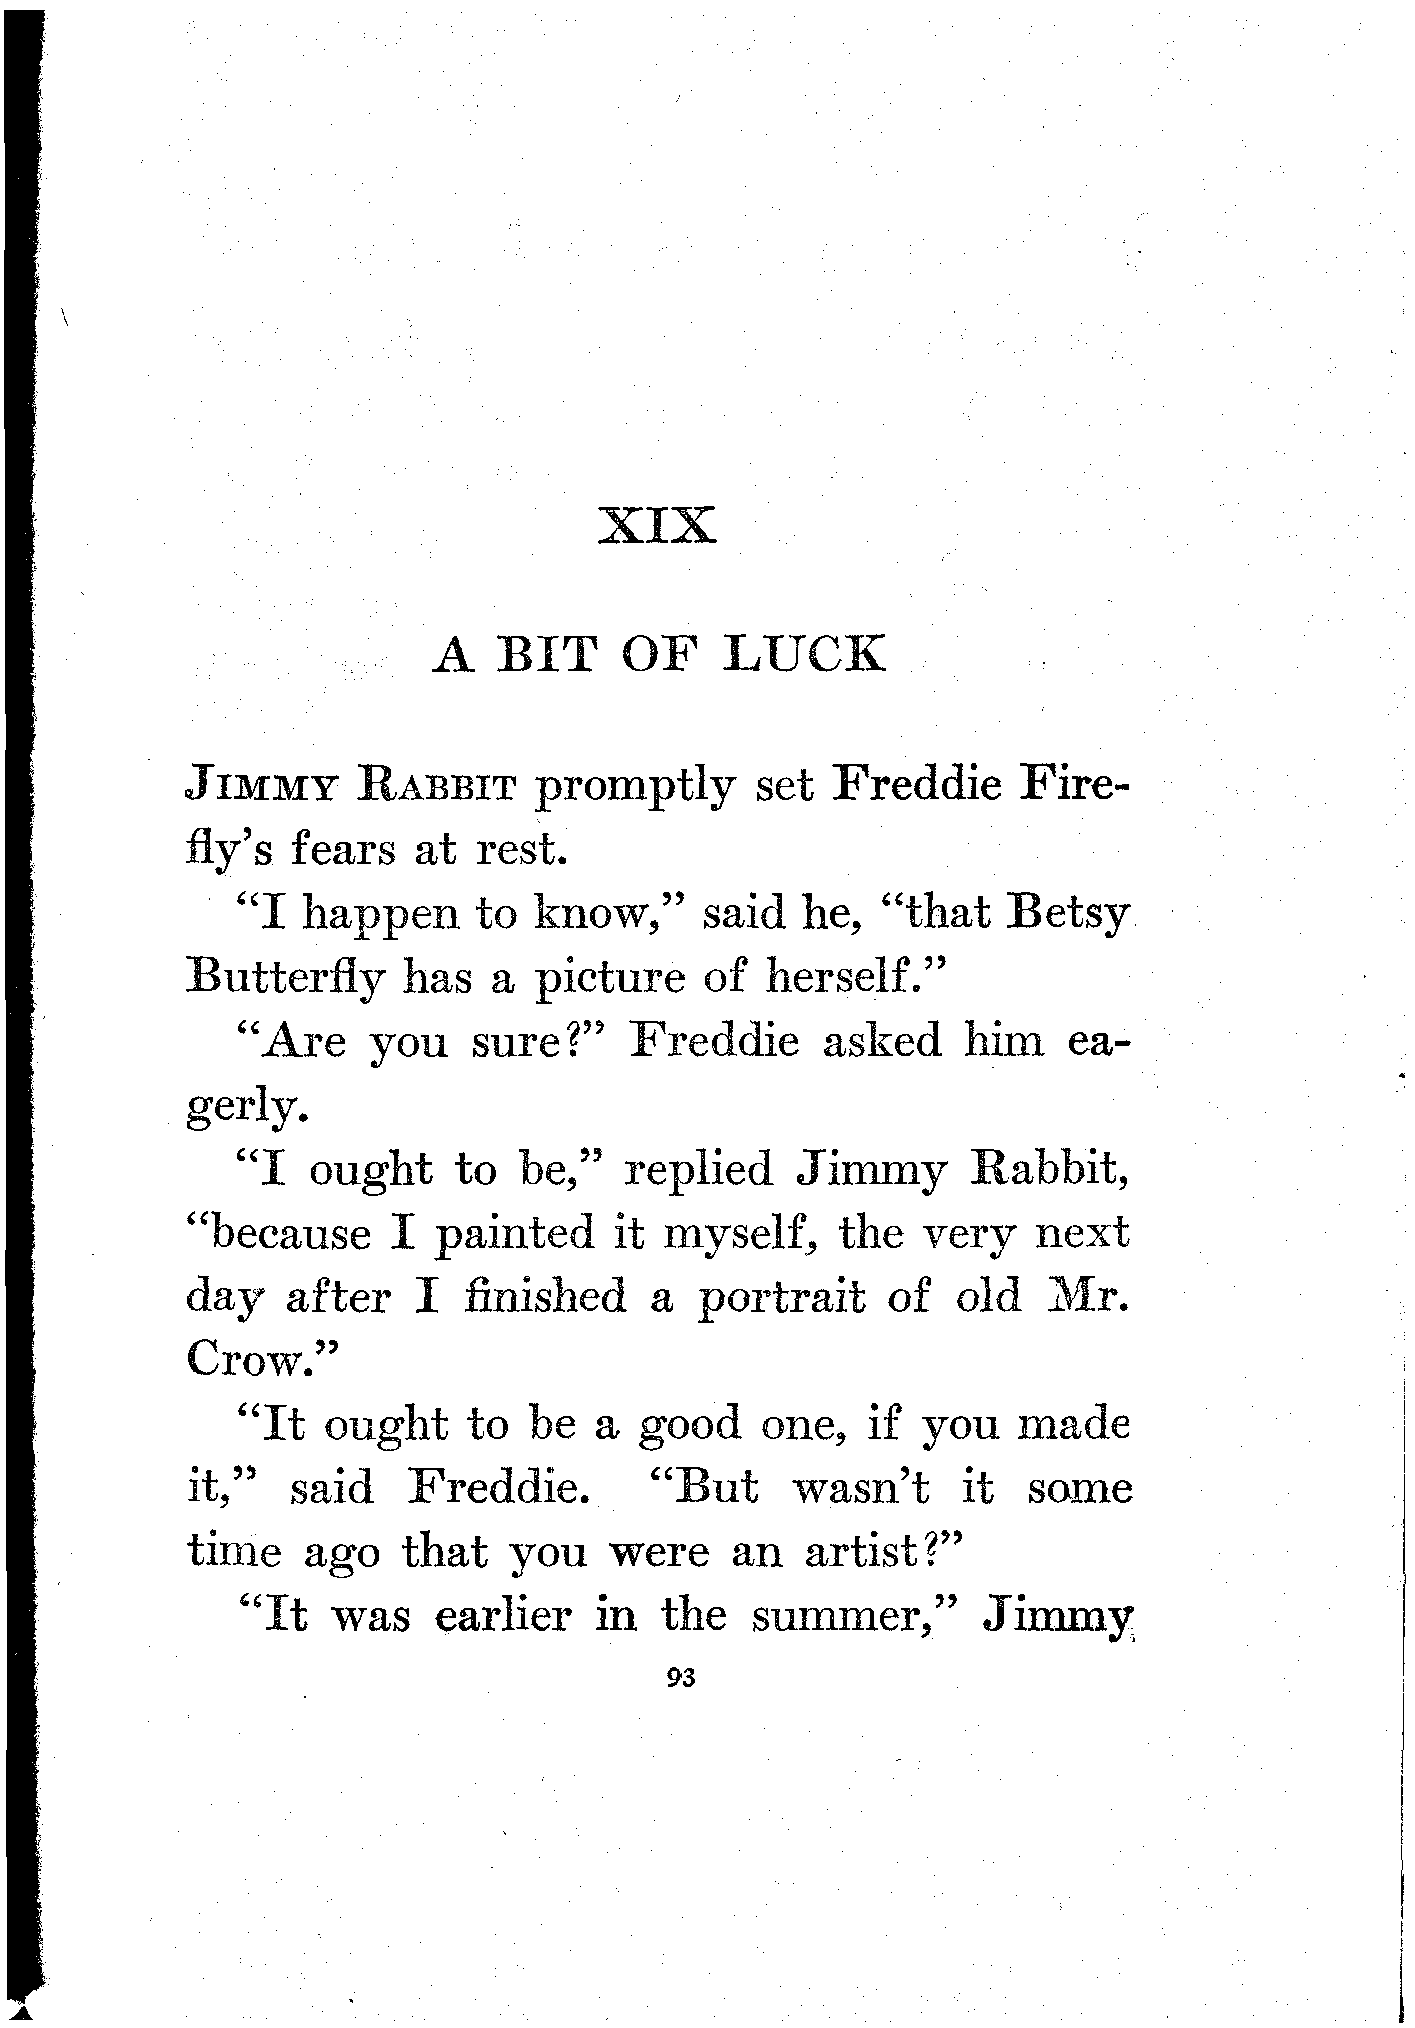 XIX
A BIT OF LUCK
JIMMY RABBIT promptly set Freddie Fire-
fly's fears at rest.
"I happen to know," said he, "that Betsy
Butterfly has a picture of herself."
"Are you sure?" Freddie asked him ea-
gerly.
"I ought to be," replied Jimmy Rabbit,
"because I painted it myself, the very next
day after I finished a portrait of old Mr.
Crow."
"It ought to be a good one, if you made
it," said Freddie. "But wasn't it some
time ago that you were an artist?"
"It was earlier in the summer," Jimmy
93